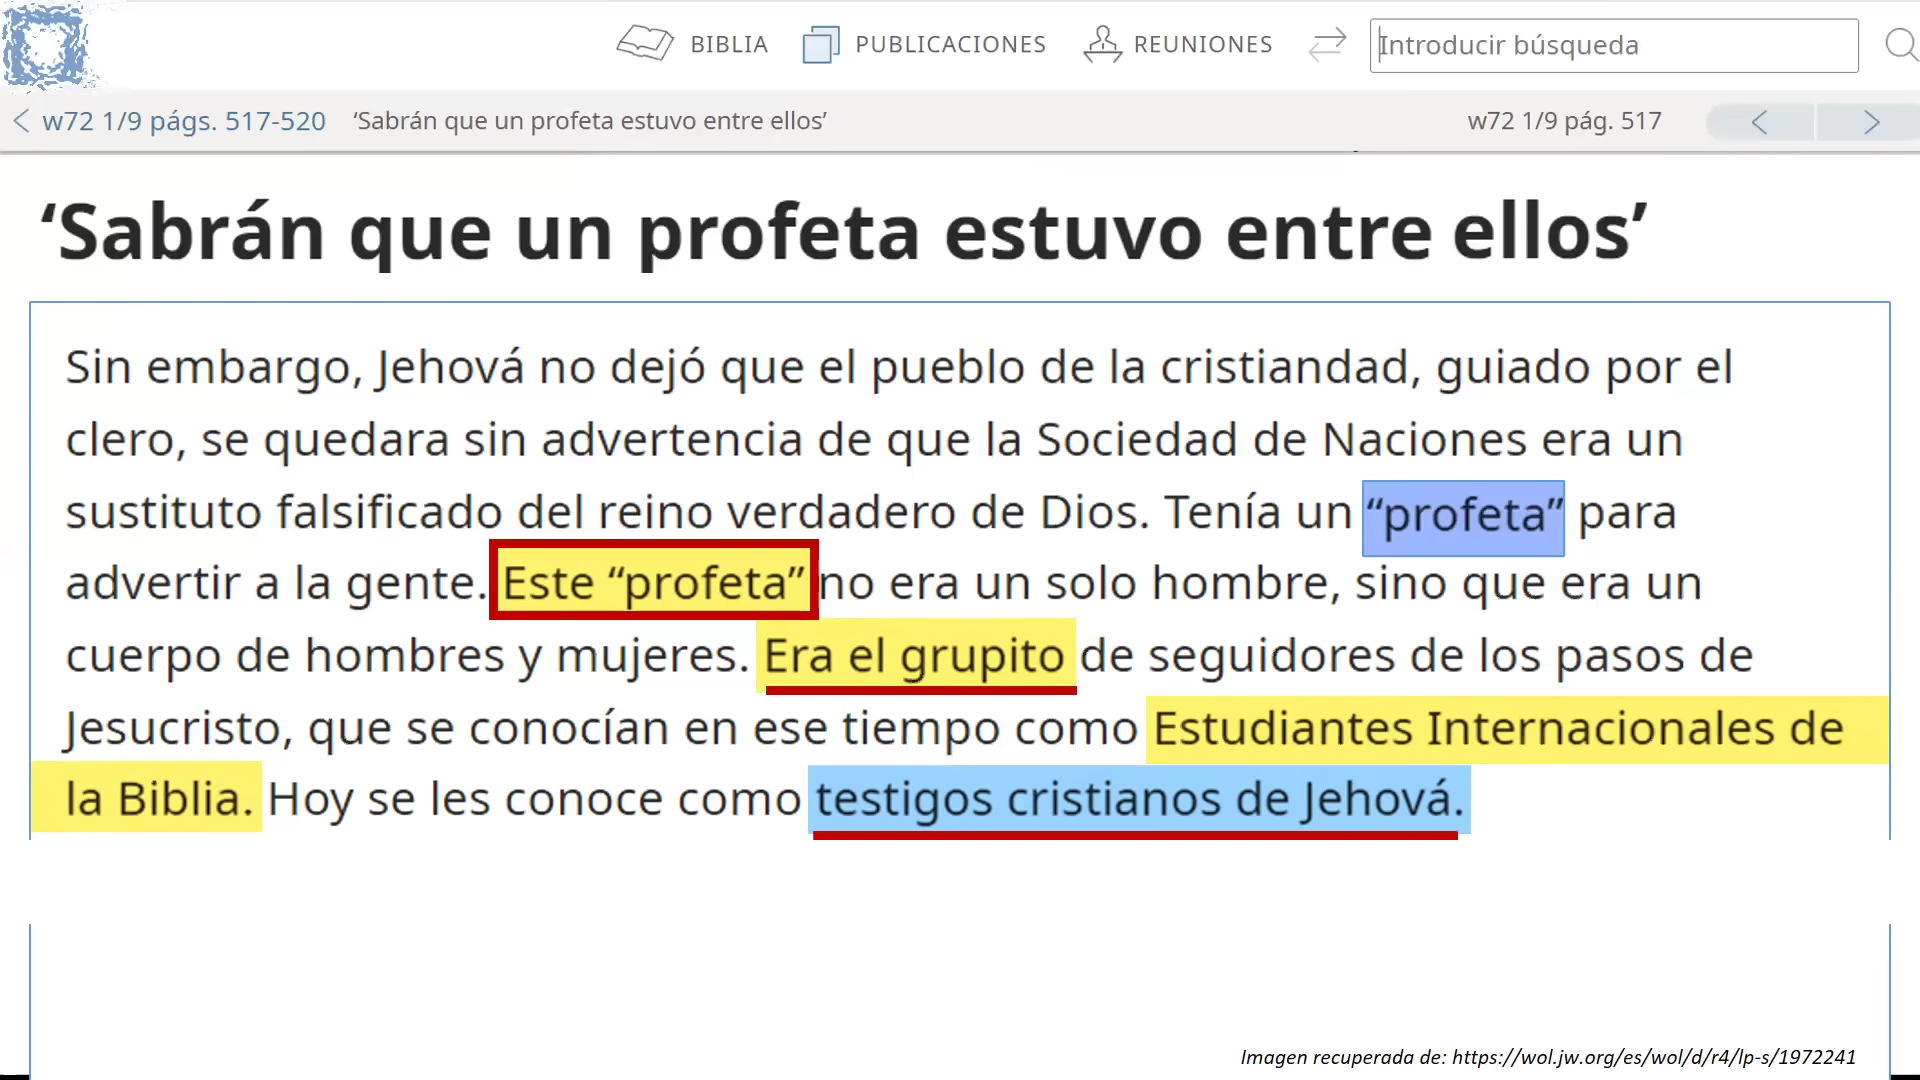 BIBLIA PUBLICACIONES REUNIONES Introducir búsqueda
w72 1/9 págs. 517-520 ‘Sabrán que un profeta estuvo entre ellos’ w72 1/9 pág. 517
‘Sabrán que un profeta estuvo entre ellos’
Sin embargo, Jehová no dejó que el pueblo de la cristiandad, guiado por el
clero, se quedara sin advertencia de que la Sociedad de Naciones era un
sustituto falsificado del reino verdadero de Dios. Tenía un “profeta” para
advertir a la gente. Este “profeta” no era un solo hombre, sino que era un
cuerpo de hombres y mujeres. Era el grupito de seguidores de los pasos de
Jesucristo, que se conocían en ese tiempo como Estudiantes Internacionales de
la Biblia. Hoy se les conoce como testigos cristianos de Jehová.
Imagen recuperada de: https://wol.jw.org/es/wol/d/r4/lp-s/1972241